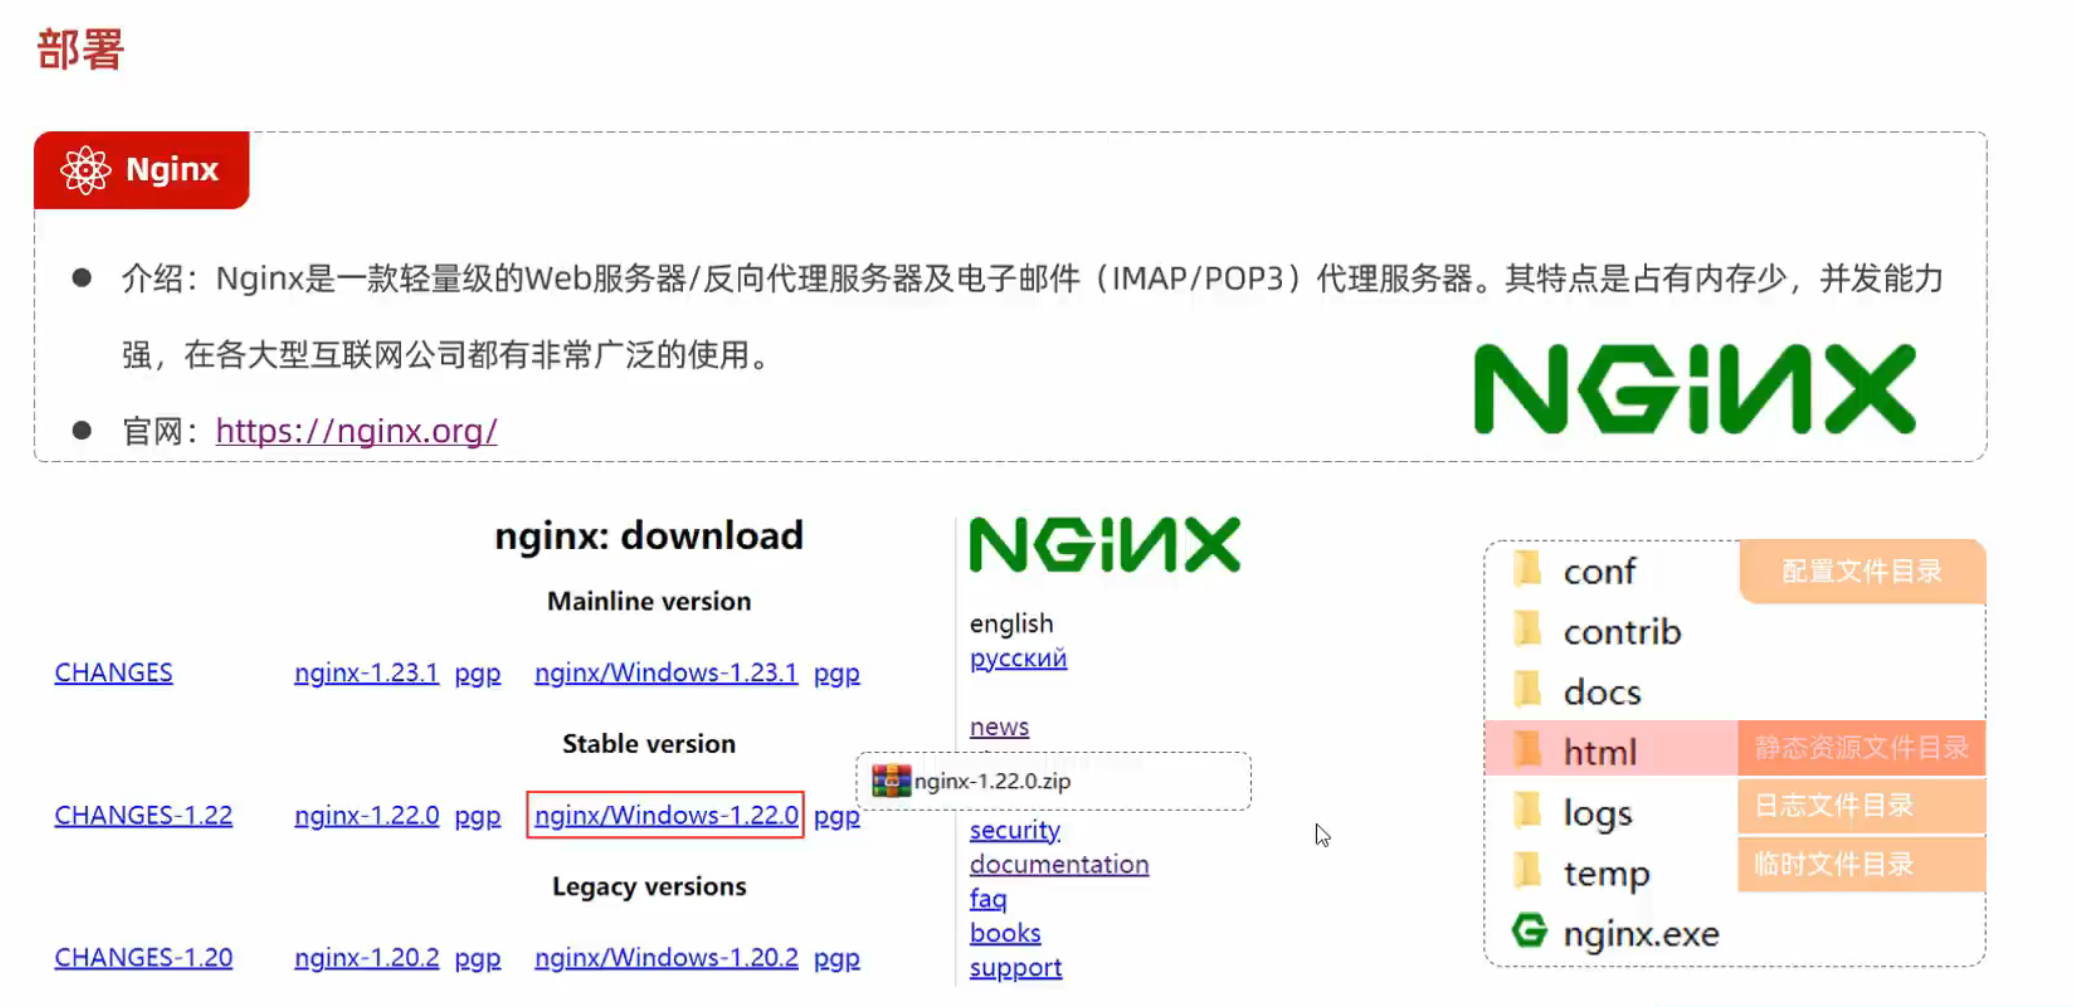 部署
Nginx
介绍：Nginx是一款轻量级的Web服务器/反向代理服务器及电子邮件（IMAP/POP3）代理服务器。其特点是占有内存少，并发能力
强，在各大型互联网公司都有非常广泛的使用。
NGiNX
官网：https://nginx.org/
nginx: download
Mainline version
CHANGES nginx-1.23.1 pgp nginx/Windows-1.23.1 pgp
Stable version
CHANGES-1.22 nginx-1.22.0 pgp nginx/Windows-1.22.0 pgp
Legacy versions
CHANGES-1.20 nginx-1.20.2 pgp nginx/Windows-1.20.2 pgp
NGiNX
english
русский
news
nginx-1.22.0.zip
security
documentation
faq
books
support
conf 配置文件目录
contrib
docs
html 静态资源文件目录
logs 日志文件目录
temp 临时文件目录
nginx.exe